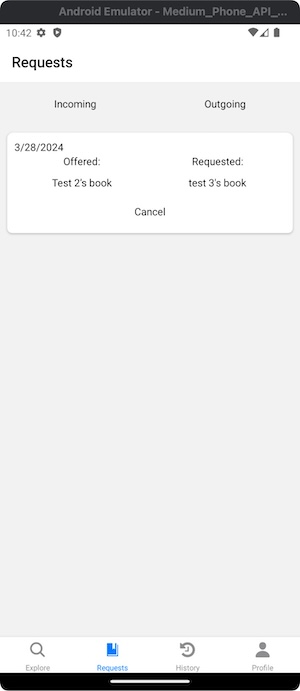 Android Emulator - Medium_Phone_API_...
10:42
Requests
Incoming Outgoing
3/28/2024
Offered: Requested:
Test 2's book test 3's book
Cancel
Explore Requests History Profile